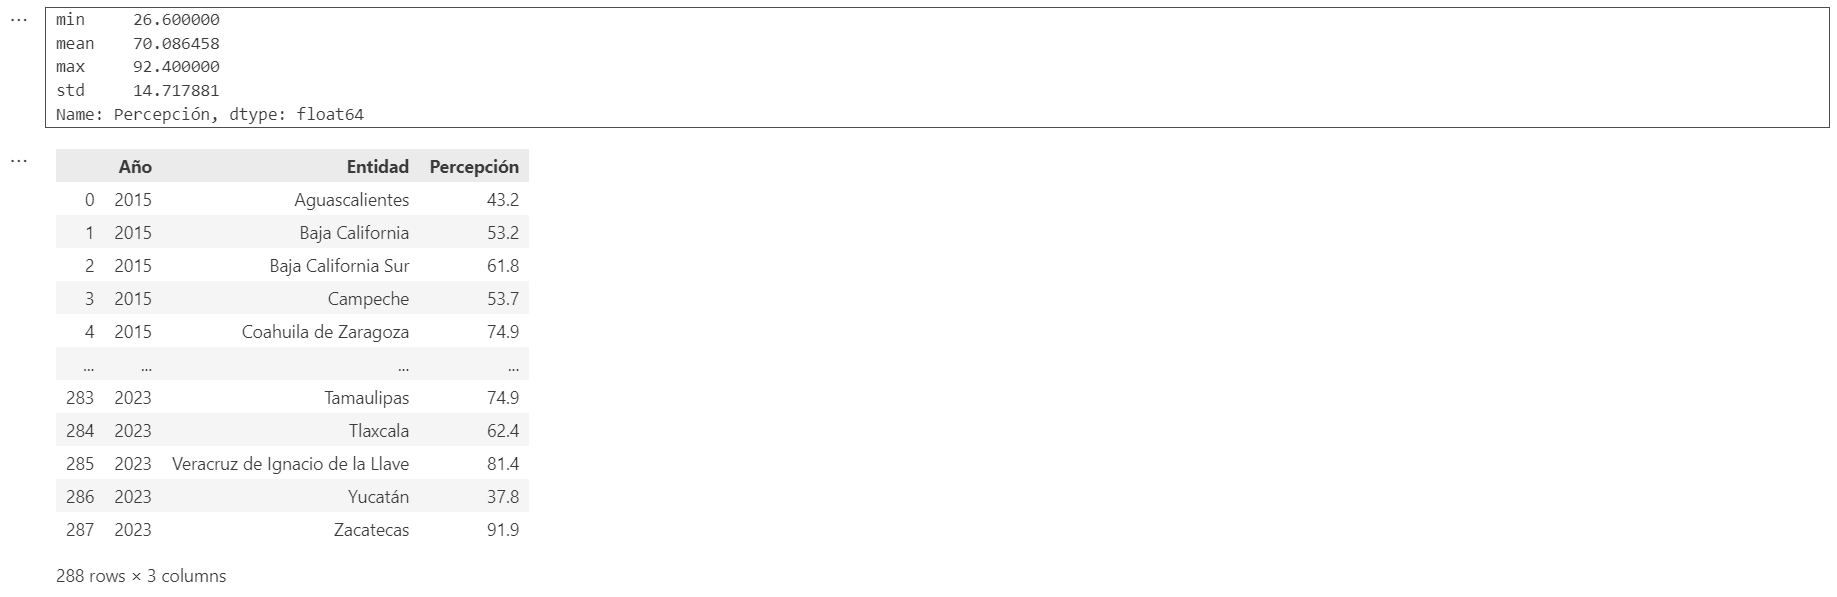 ...
min 26.600000
mean 70.086458
max 92.400000
std 14.717881
Name: Percepción, dtype: float64
...
Año Entidad Percepción
0 2015 Aguascalientes 43.2
1 2015 Baja California 53.2
2 2015 Baja California Sur 61.8
3 2015 Campeche 53.7
4 2015 Coahuila de Zaragoza 74.9
... ... ... ...
283 2023 Tamaulipas 74.9
284 2023 Tlaxcala 62.4
285 2023 Veracruz de Ignacio de la Llave 81.4
286 2023 Yucatán 37.8
287 2023 Zacatecas 91.9
288 rows × 3 columns